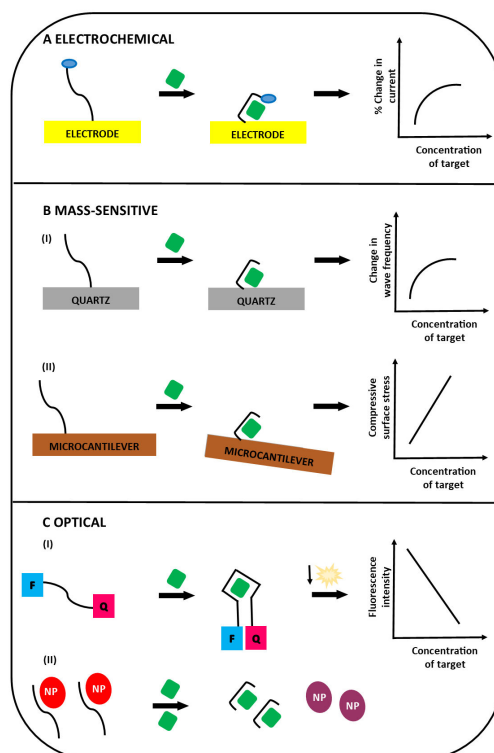 A ELECTROCHEMICAL
ELECTRODE
ELECTRODE
% Change in
current
Concentration
of target
B MASS-SENSITIVE
(I)
QUARTZ
QUARTZ
Change in
wave frequency
Concentration
of target
(II)
MICROCANTILEVER
MICROCANTILEVER
Compressive
surface stress
Concentration
of target
C OPTICAL
(I)
F
Q
F
Q
Fluorescence
intensity
Concentration
of target
(II)
NP
NP
NP
NP